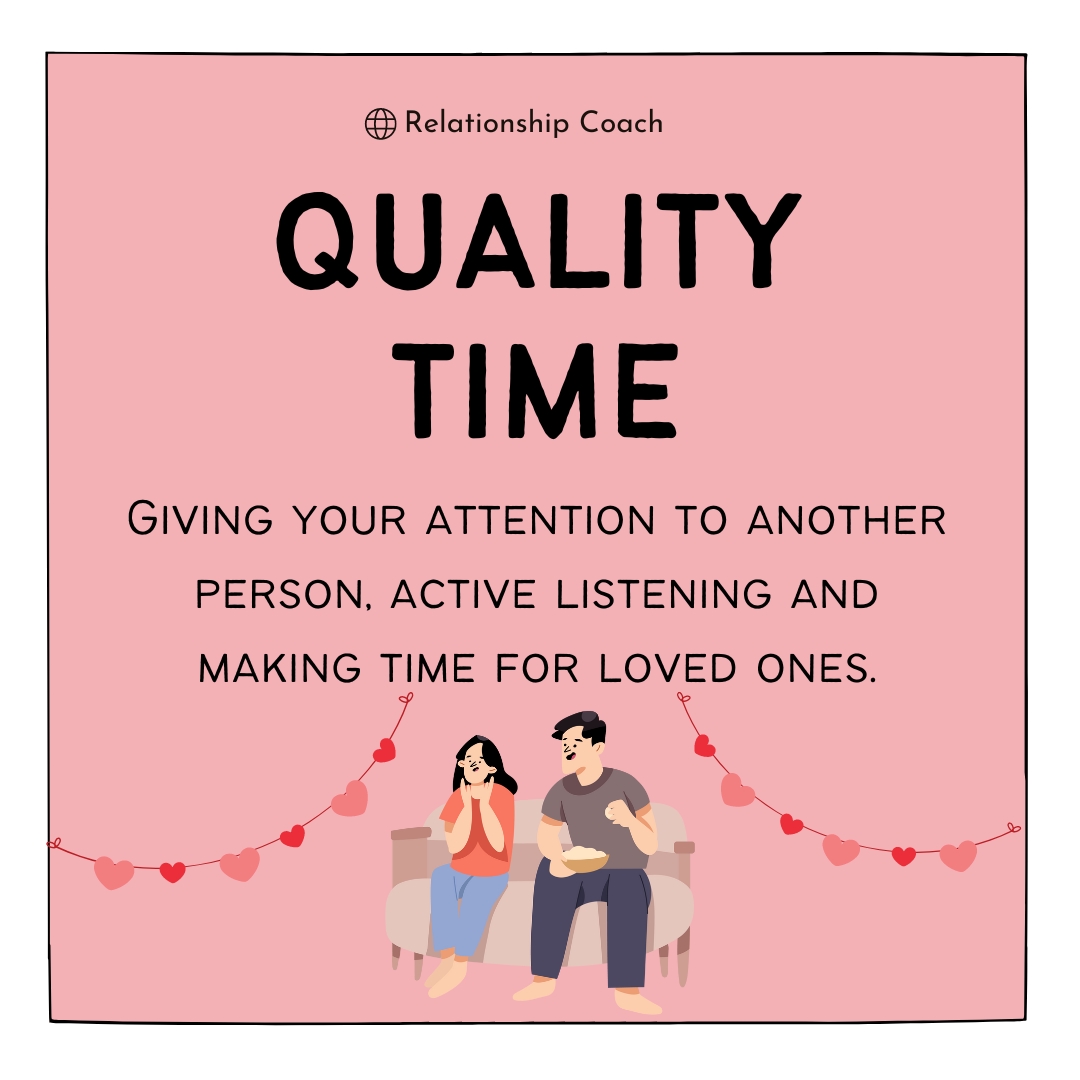 Relationship Coach
QUALITY
TIME
GIVING YOUR ATTENTION TO ANOTHER
PERSON, ACTIVE LISTENING AND
MAKING TIME FOR LOVED ONES.